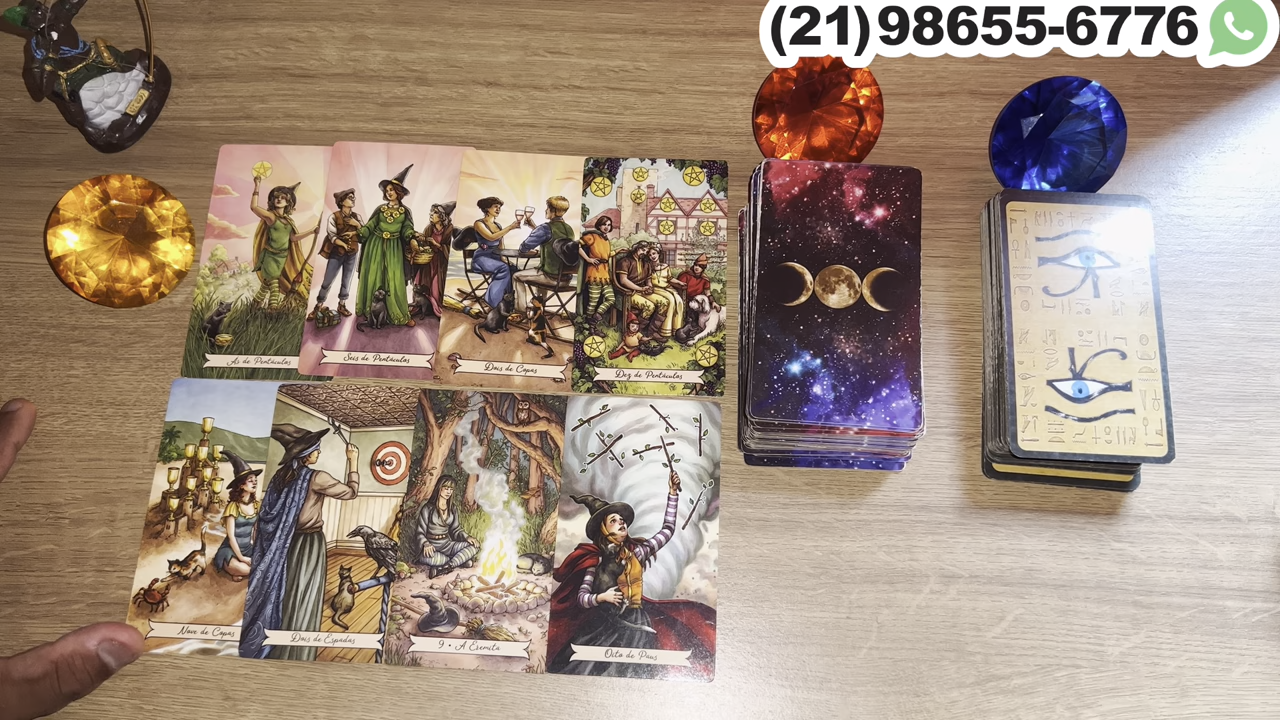 (21)98655-6776
Ás de Pentáculos
Seis de Pentáculos
Dois de Copas
Dez de Pentáculos
Nove de Copas
Dois de Espadas
9 • A Eremita
Oito de Paus